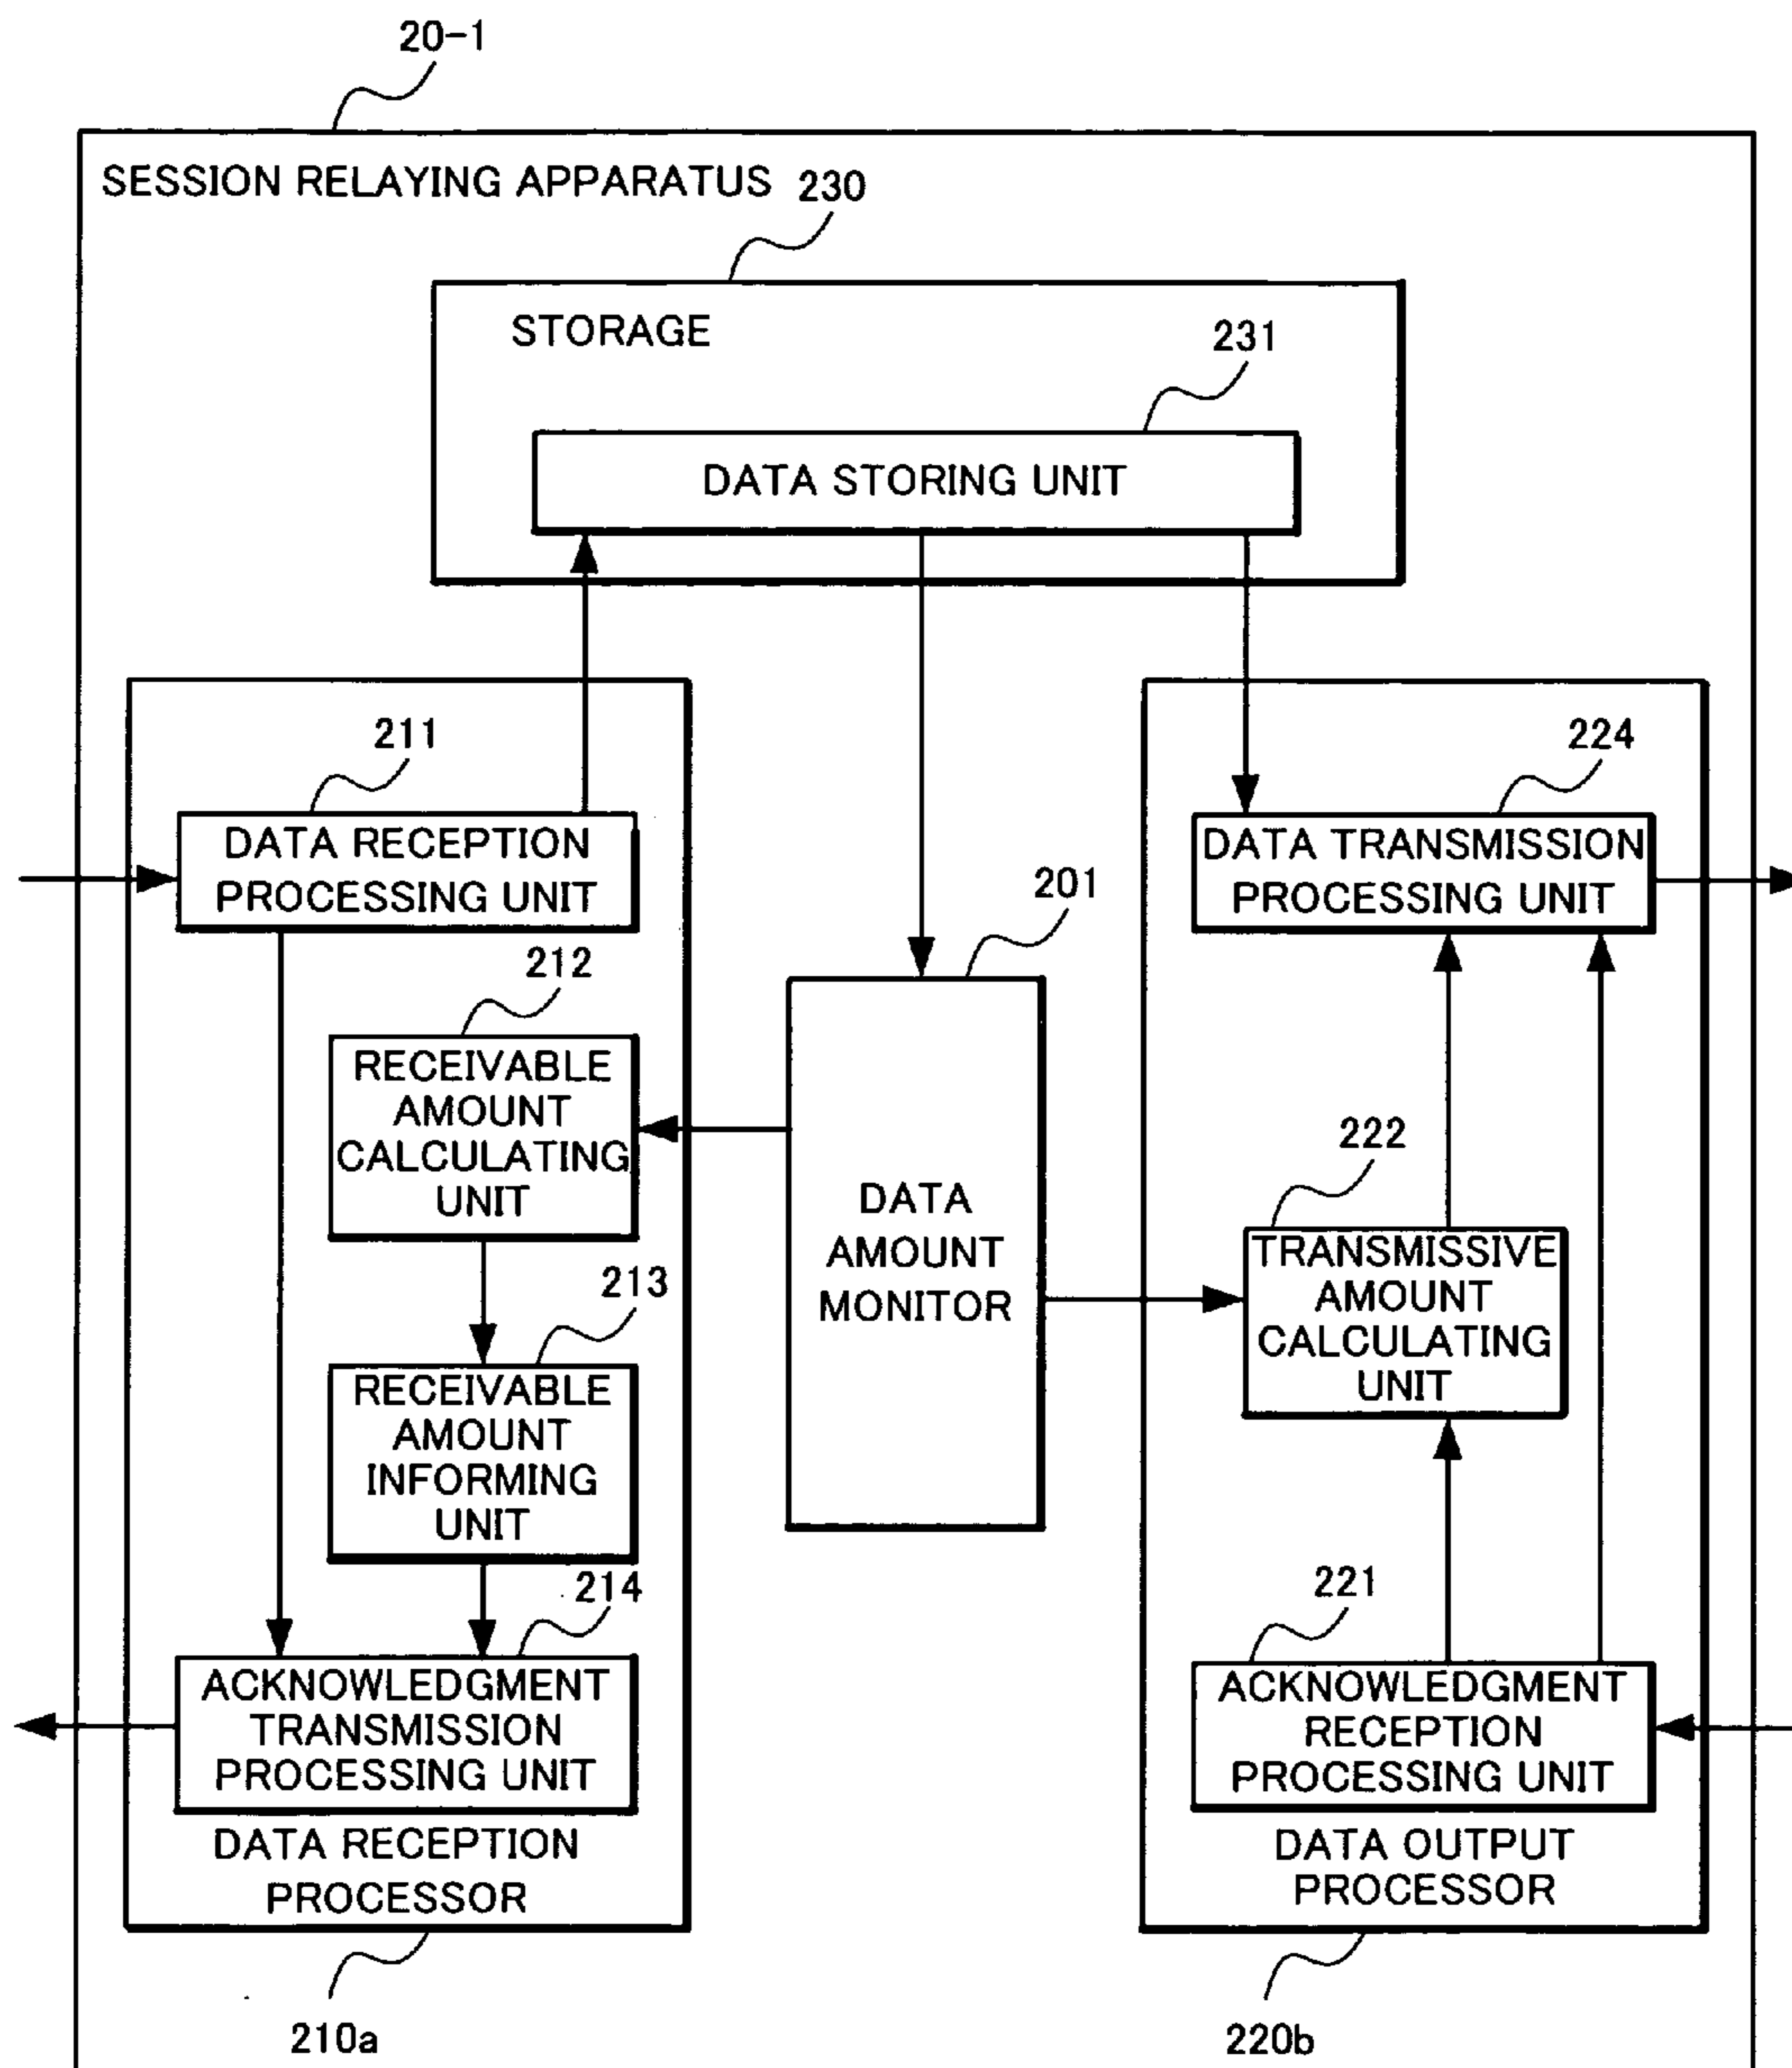 20-1
SESSION RELAYING APPARATUS
230
STORAGE
231
DATA STORING UNIT
211
DATA RECEPTION
PROCESSING UNIT
224
DATA TRANSMISSION
PROCESSING UNIT
201
212
RECEIVABLE
AMOUNT
CALCULATING
UNIT
DATA
AMOUNT
MONITOR
222
TRANSMISSIVE
AMOUNT
CALCULATING
UNIT
213
RECEIVABLE
AMOUNT
INFORMING
UNIT
214
ACKNOWLEDGMENT
TRANSMISSION
PROCESSING UNIT
DATA RECEPTION
PROCESSOR
221
ACKNOWLEDGMENT
RECEPTION
PROCESSING UNIT
DATA OUTPUT
PROCESSOR
210a
220b